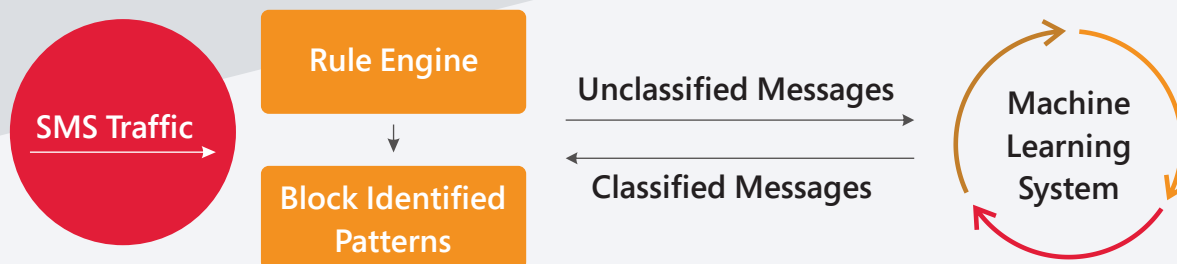 SMS Traffic
Rule Engine
Block Identified
Patterns
Unclassified Messages
Classified Messages
Machine
Learning
System